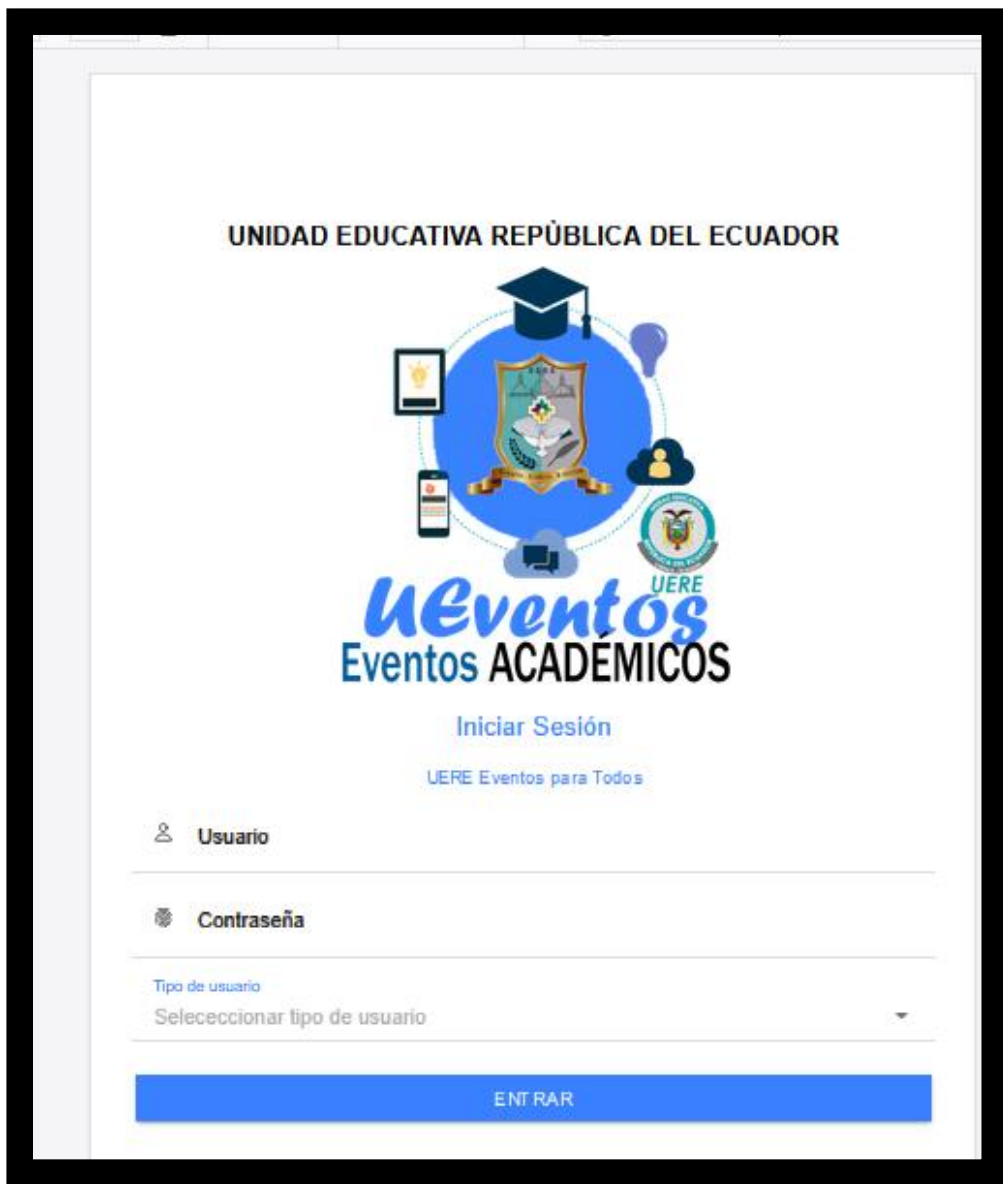 UNIDAD EDUCATIVA REPÙBLICA DEL ECUADOR
UERE
UERE
UEventos
Eventos ACADÉMICOS
Iniciar Sesión
UERE Eventos para Todos
Usuario
Contraseña
Tipo de usuario
Selececcionar tipo de usuario
ENTRAR